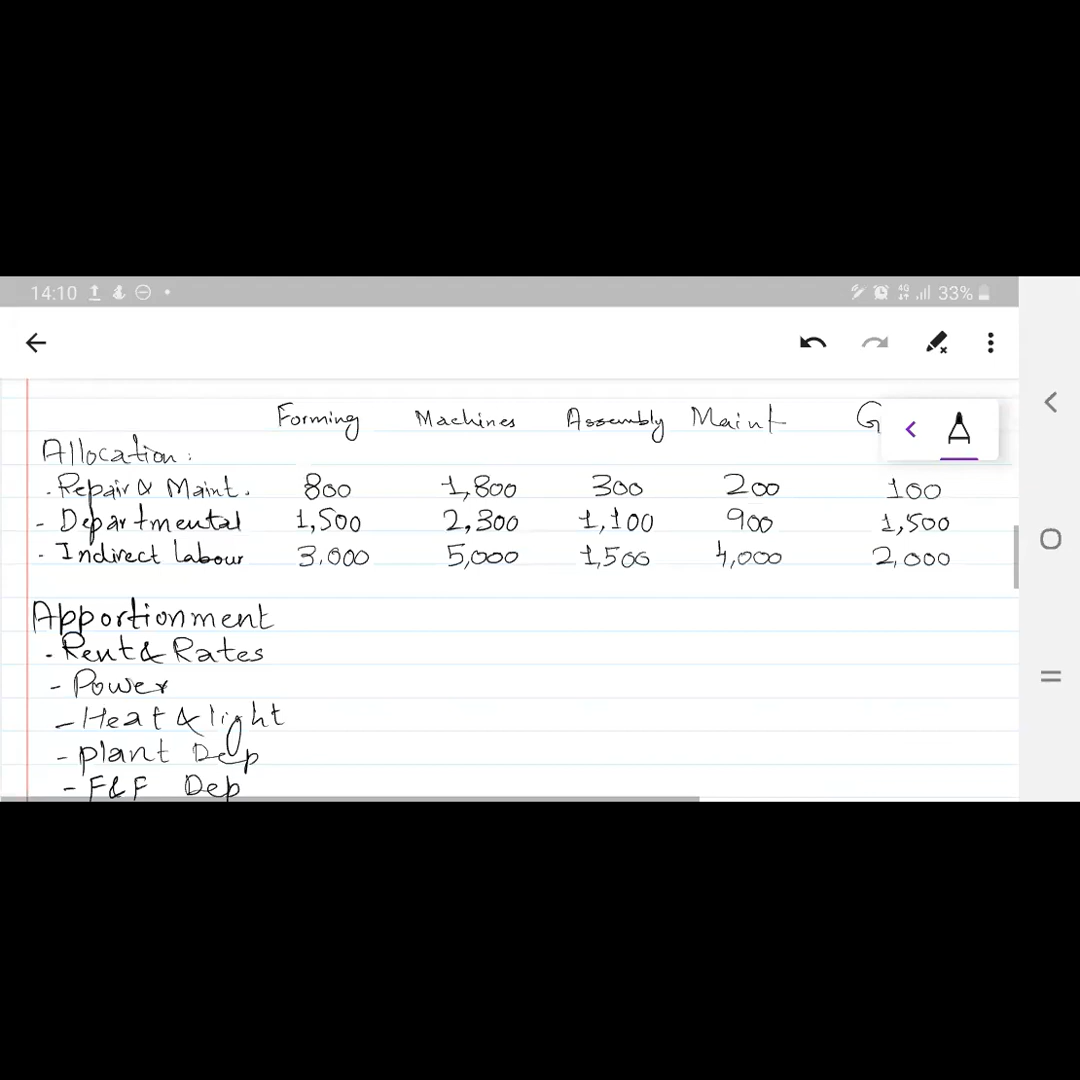 14:10 4G 33%
Forming Machines Assembly Maint G
Allocation :
- Repair & Maint. 800 1,800 300 200 100
- Departmental 1,500 2,300 1,100 900 1,500
- Indirect Labour 3,000 5,000 1,500 4,000 2,000
Apportionment
- Rent & Rates
- Power
- Heat & light
- plant Dep
- F&F Dep